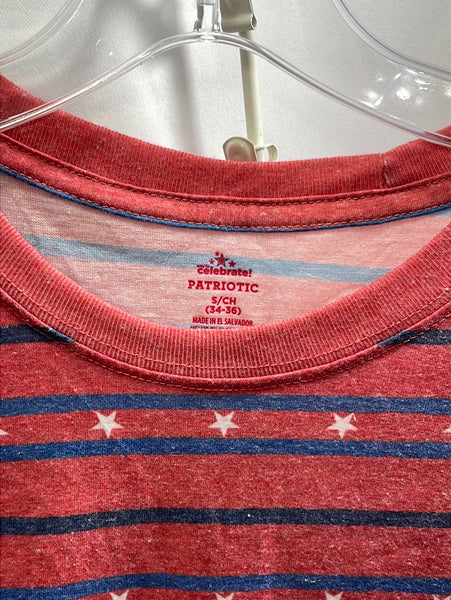 celebrate!
PATRIOTIC
S/CH
(34-36)
MADE IN EL SALVADOR